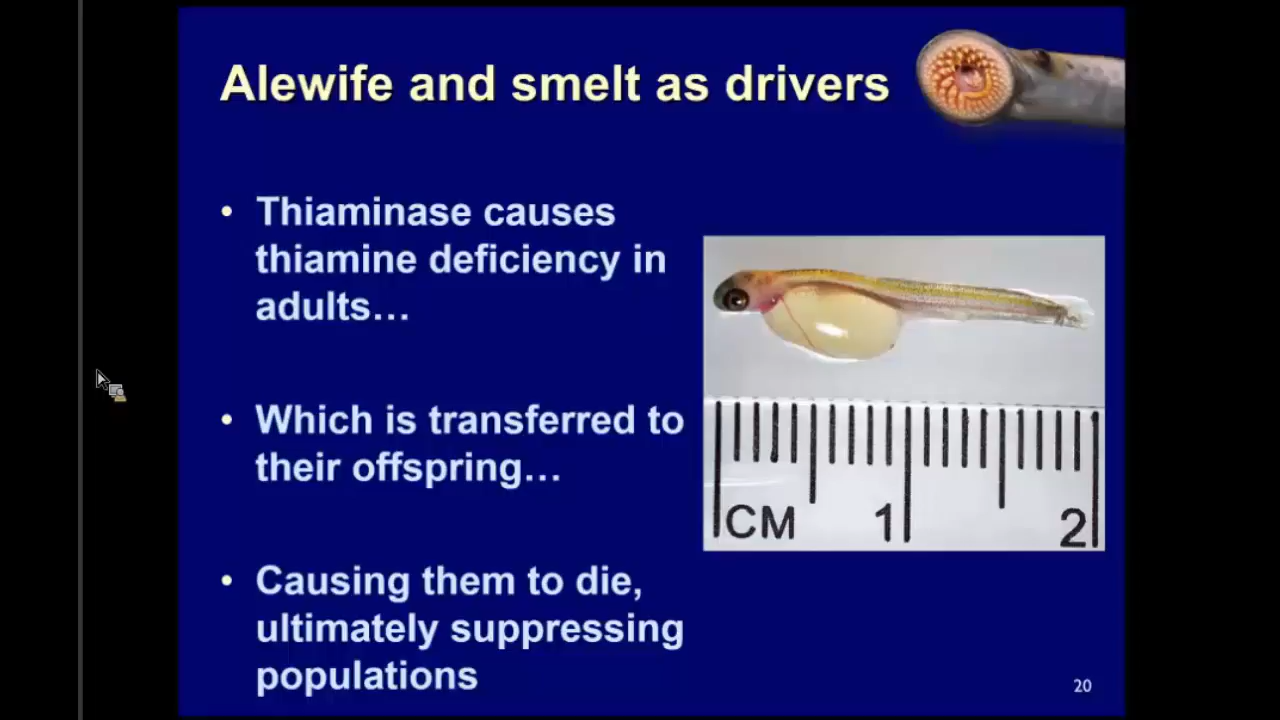 Alewife and smelt as drivers
• Thiaminase causes
thiamine deficiency in
adults…
• Which is transferred to
their offspring…
• Causing them to die,
ultimately suppressing
populations
CM 1 2
20